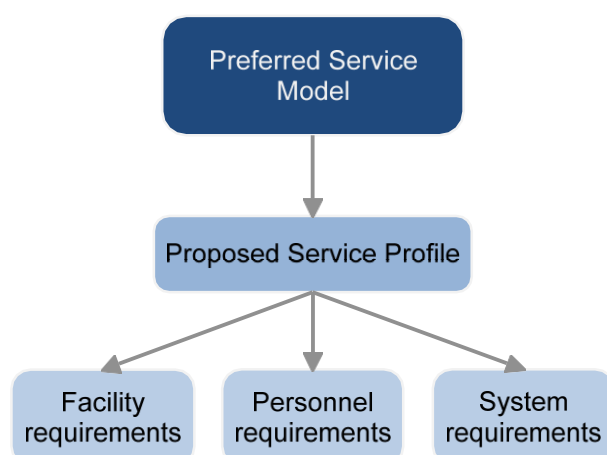 Preferred Service
Model
Proposed Service Profile
Facility
requirements
Personnel
requirements
System
requirements